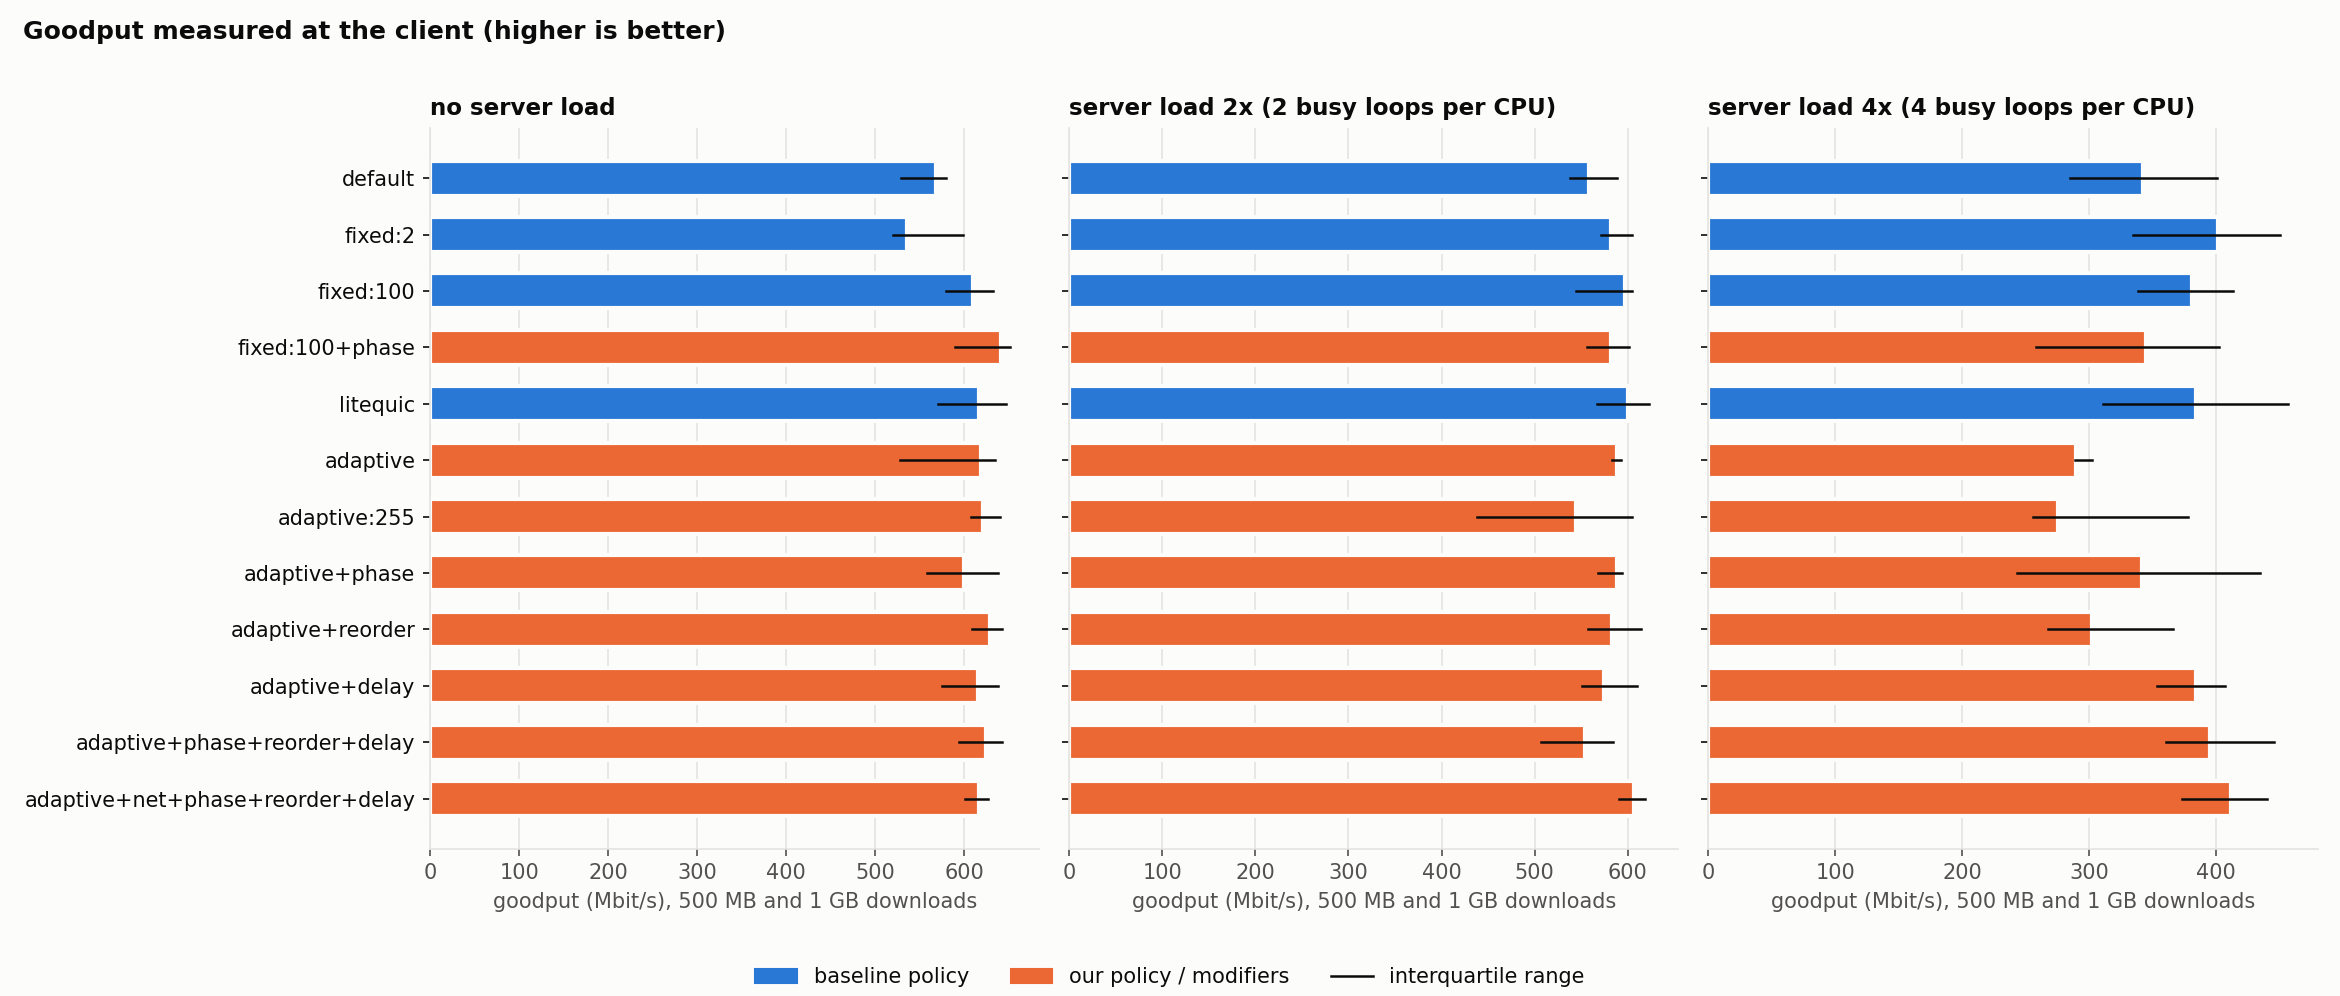 Goodput measured at the client (higher is better)
no server load
server load 2x (2 busy loops per CPU)
server load 4x (4 busy loops per CPU)
default
fixed:2
fixed:100
fixed:100+phase
litequic
adaptive
adaptive:255
adaptive+phase
adaptive+reorder
adaptive+delay
adaptive+phase+reorder+delay
adaptive+net+phase+reorder+delay
0 100 200 300 400 500 600
0 100 200 300 400 500 600
0 100 200 300 400
goodput (Mbit/s), 500 MB and 1 GB downloads
goodput (Mbit/s), 500 MB and 1 GB downloads
goodput (Mbit/s), 500 MB and 1 GB downloads
baseline policy
our policy / modifiers
interquartile range